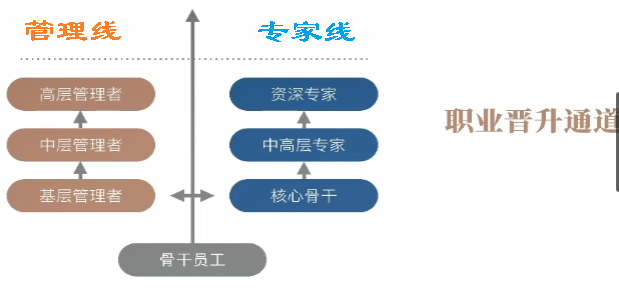 管理线 专家线
高层管理者 资深专家
职业晋升通道
中层管理者 中高层专家
基层管理者 核心骨干
骨干员工